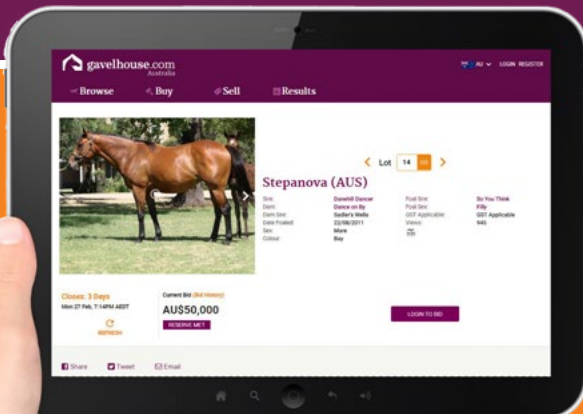 gavelhouse.com
Australia
AU LOGIN REGISTER
Browse Buy Sell Results
Lot 14
Stepanova (AUS)
Sire: Danehill Dancer Foal Sire: So You Think
Dam: Dance on By Foal Sex: Filly
Dam Sire: Sadler's Wells GST Applicable: GST Applicable
Date Foaled: 22/08/2011 Views: 945
Sex: Mare
Colour: Bay
Closes: 3 Days
Mon 27 Feb, 7:14PM AEDT
REFRESH
Current Bid (Bid History)
AU$50,000
RESERVE MET
LOGIN TO BID
Share Tweet Email